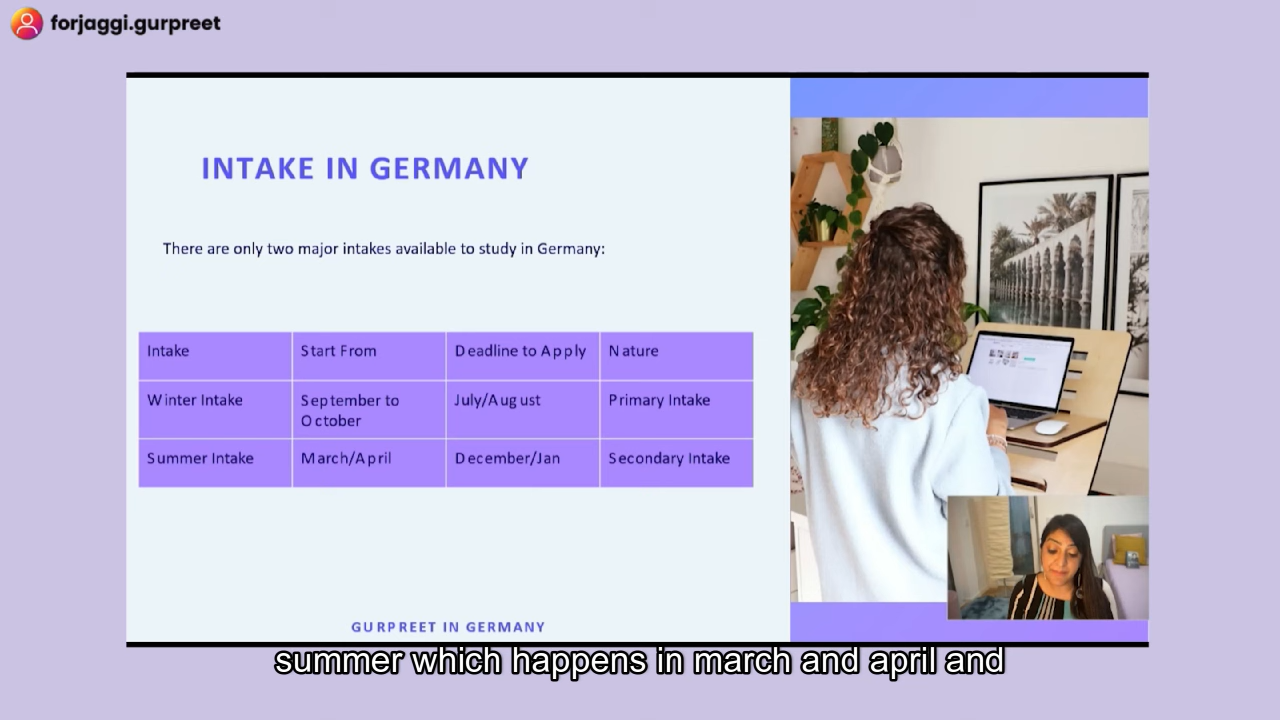 forjaggi.gurpreet
INTAKE IN GERMANY
There are only two major intakes available to study in Germany:
Intake
Start From
Deadline to Apply
Nature
Winter Intake
September to
October
July/August
Primary Intake
Summer Intake
March/April
December/Jan
Secondary Intake
GURPREET IN GERMANY
summer which happens in march and april and